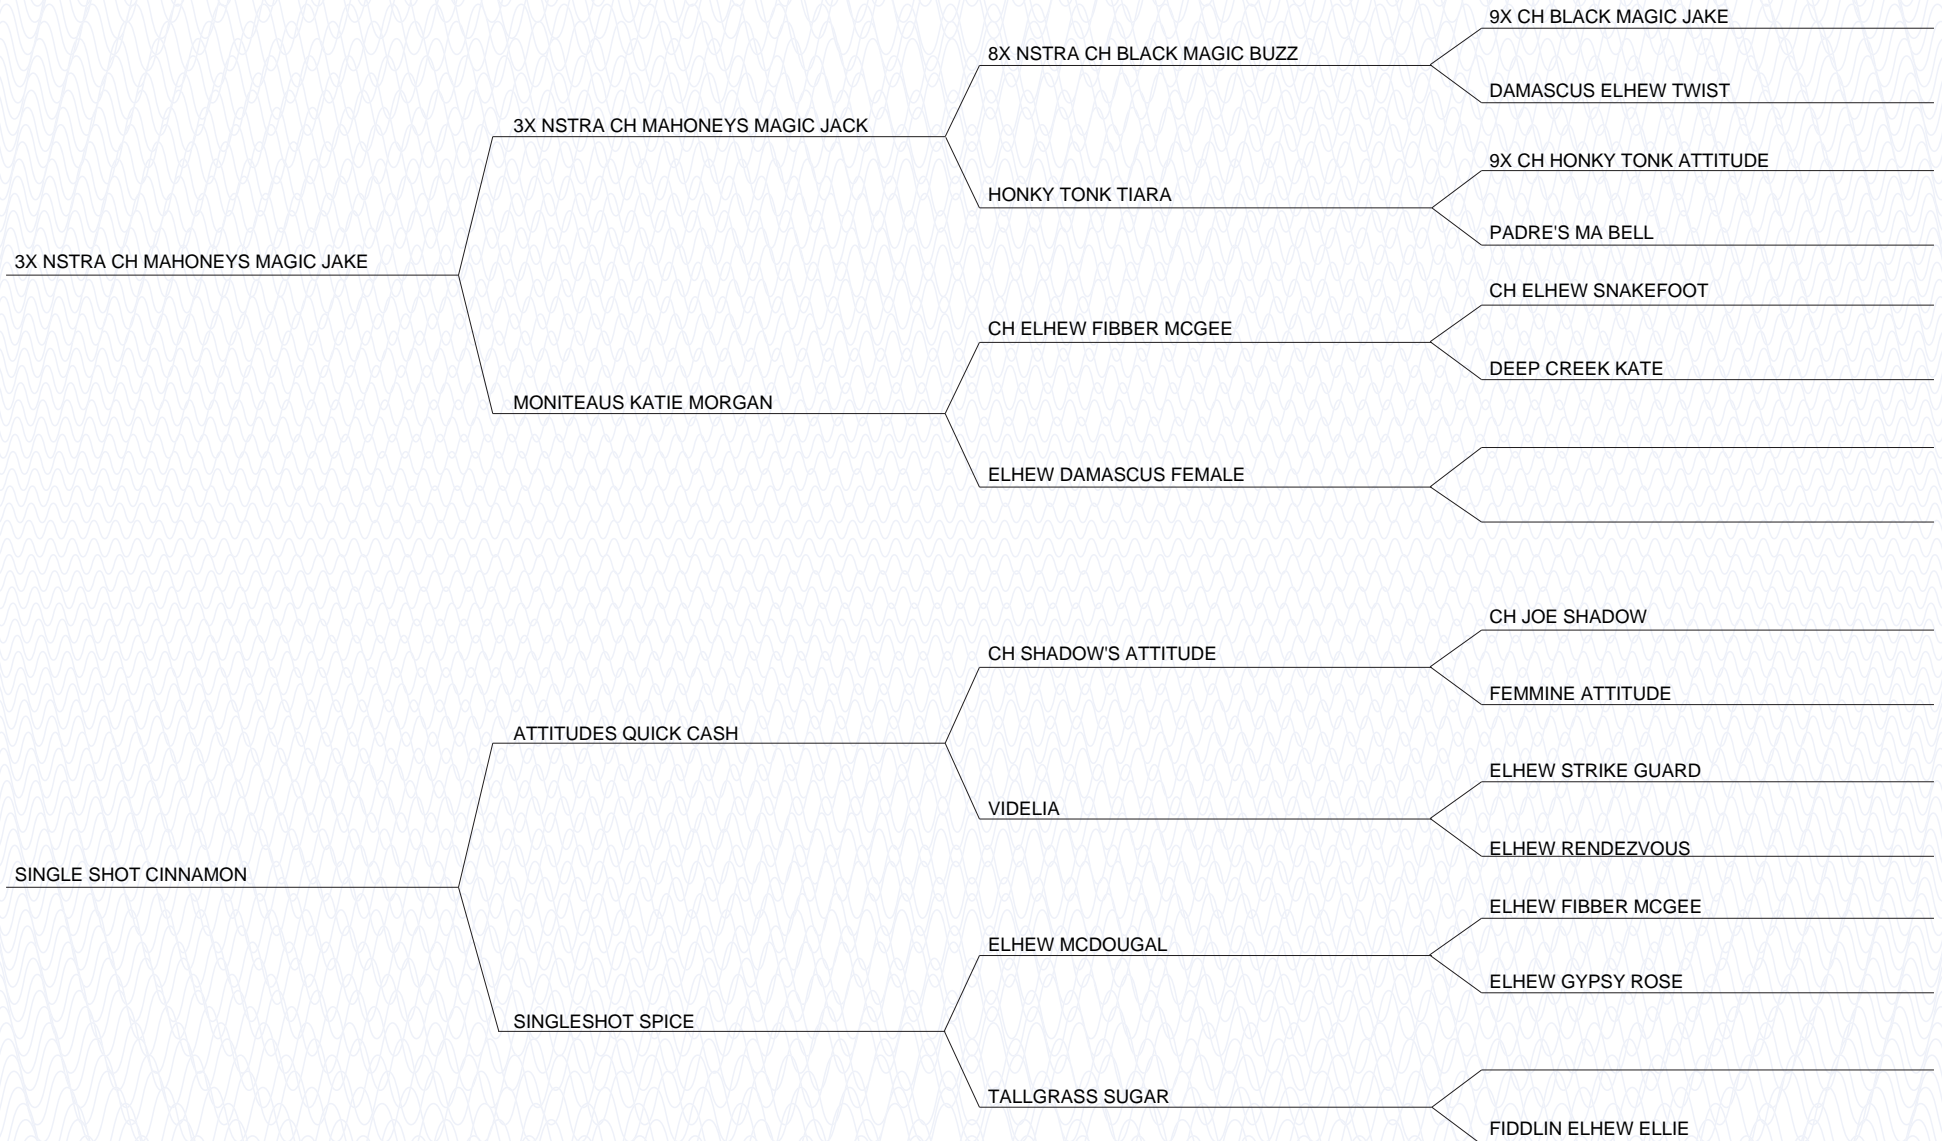 9X CH BLACK MAGIC JAKE
8X NSTRA CH BLACK MAGIC BUZZ
DAMASCUS ELHEW TWIST
3X NSTRA CH MAHONEYS MAGIC JACK
9X CH HONKY TONK ATTITUDE
HONKY TONK TIARA
PADRE'S MA BELL
3X NSTRA CH MAHONEYS MAGIC JAKE
CH ELHEW SNAKEFOOT
CH ELHEW FIBBER MCGEE
DEEP CREEK KATE
MONITEAUS KATIE MORGAN
ELHEW DAMASCUS FEMALE
CH JOE SHADOW
CH SHADOW'S ATTITUDE
FEMMINE ATTITUDE
ATTITUDES QUICK CASH
ELHEW STRIKE GUARD
VIDELIA
ELHEW RENDEZVOUS
SINGLE SHOT CINNAMON
ELHEW FIBBER MCGEE
ELHEW MCDOUGAL
ELHEW GYPSY ROSE
SINGLESHOT SPICE
TALLGRASS SUGAR
FIDDLIN ELHEW ELLIE